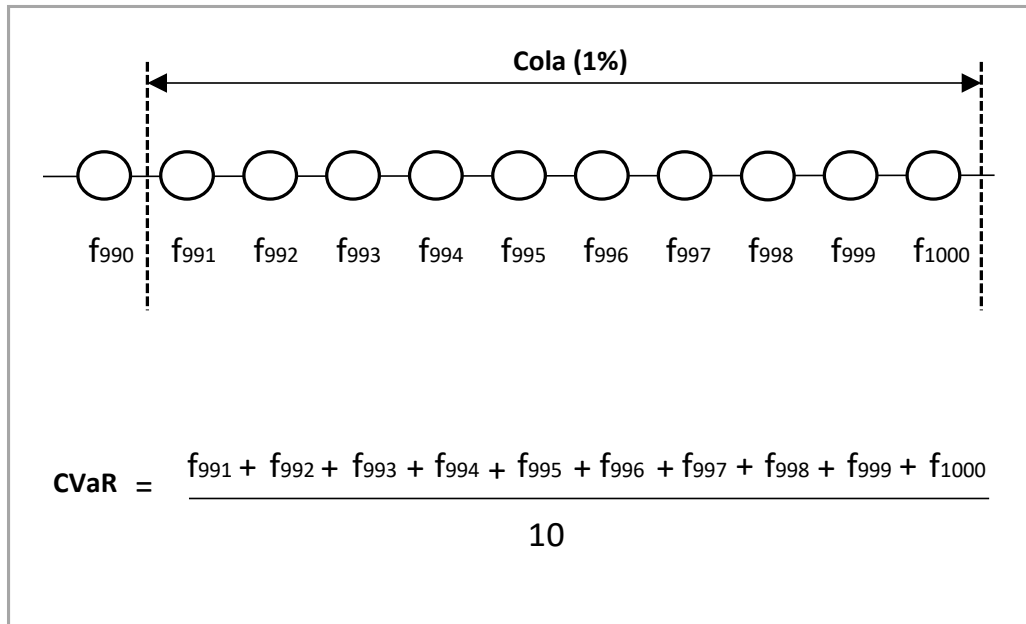 Cola (1%)
f990 f991 f992 f993 f994 f995 f996 f997 f998 f999 f1000
f991 + f992 + f993 + f994 + f995 + f996 + f997 + f998 + f999 + f1000
CVaR =
10